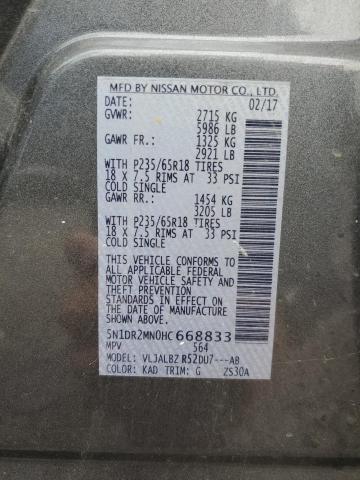 MFD BY NISSAN MOTOR CO., LTD.
DATE: 02/17
GVWR: 2715 KG
5986 LB
GAWR FR.: 1325 KG
2921 LB
WITH P235/65R18 TIRES
18 X 7.5 RIMS AT 33 PSI
COLD SINGLE
GAWR RR.: 1454 KG
3205 LB
WITH P235/65R18 TIRES
18 X 7.5 RIMS AT 33 PSI
COLD SINGLE
THIS VEHICLE CONFORMS TO
ALL APPLICABLE FEDERAL
MOTOR VEHICLE SAFETY
STANDARDS IN EFFECT ON
THE DATE OF MANUFACTURE
SHOWN ABOVE.
5N1DR2MN0HC668833
MPV 564
MODEL: VLJALBZ R52DU7---AB
COLOR: KAD TRIM: G ZS30A